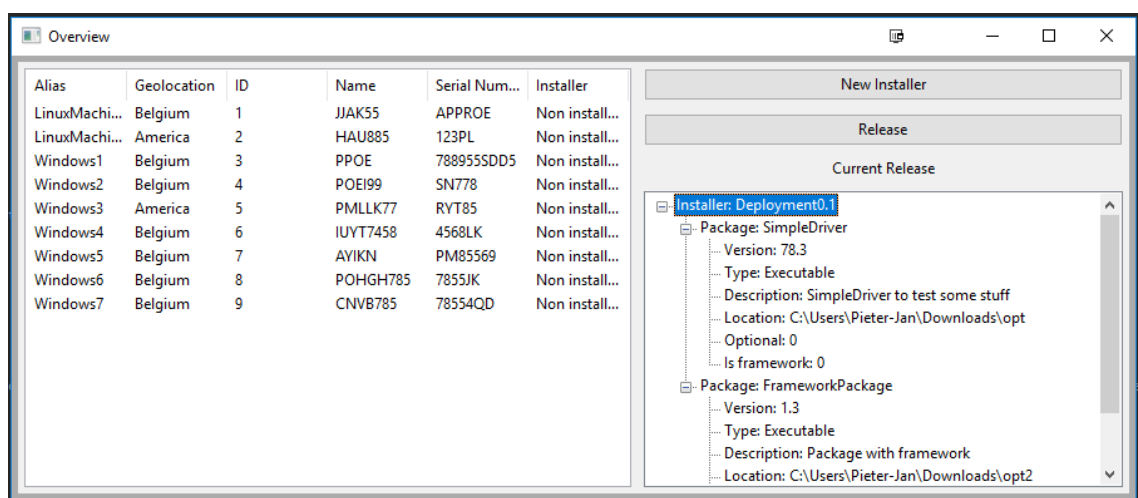 Overview
Alias Geolocation ID Name Serial Num... Installer
LinuxMachi... Belgium 1 JJAK55 APPROE Non install...
LinuxMachi... America 2 HAU885 123PL Non install...
Windows1 Belgium 3 PPOE 788955SDD5 Non install...
Windows2 Belgium 4 POEI99 SN778 Non install...
Windows3 America 5 PMLLK77 RYT85 Non install...
Windows4 Belgium 6 IUYT7458 4568LK Non install...
Windows5 Belgium 7 AYIKN PM85569 Non install...
Windows6 Belgium 8 POHGH785 7855JK Non install...
Windows7 Belgium 9 CNVB785 78554QD Non install...
New Installer
Release
Current Release
Installer: Deployment0.1
Package: SimpleDriver
Version: 78.3
Type: Executable
Description: SimpleDriver to test some stuff
Location: C:\Users\Pieter-Jan\Downloads\opt
Optional: 0
Is framework: 0
Package: FrameworkPackage
Version: 1.3
Type: Executable
Description: Package with framework
Location: C:\Users\Pieter-Jan\Downloads\opt2